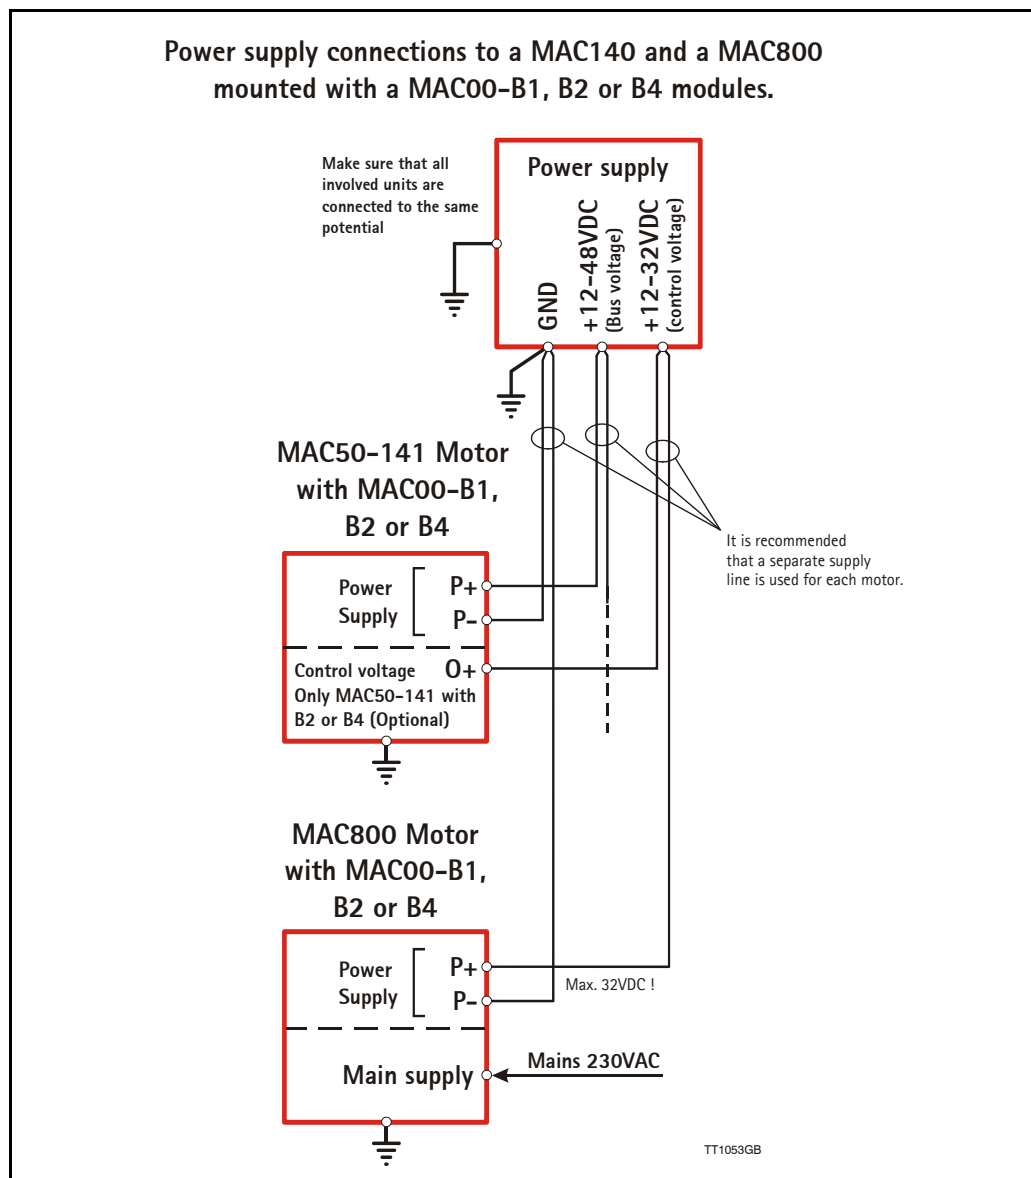 Power supply connections to a MAC140 and a MAC800
mounted with a MAC00-B1, B2 or B4 modules.
Make sure that all
involved units are
connected to the same
potential
Power supply
GND
+12-48VDC
(Bus voltage)
+12-32VDC
(control voltage)
MAC50-141 Motor
with MAC00-B1,
B2 or B4
It is recommended
that a separate supply
line is used for each motor.
Power
Supply
P+
P-
Control voltage O+
Only MAC50-141 with
B2 or B4 (Optional)
MAC800 Motor
with MAC00-B1,
B2 or B4
Power
Supply
P+
P-
Max. 32VDC !
Main supply
Mains 230VAC
TT1053GB